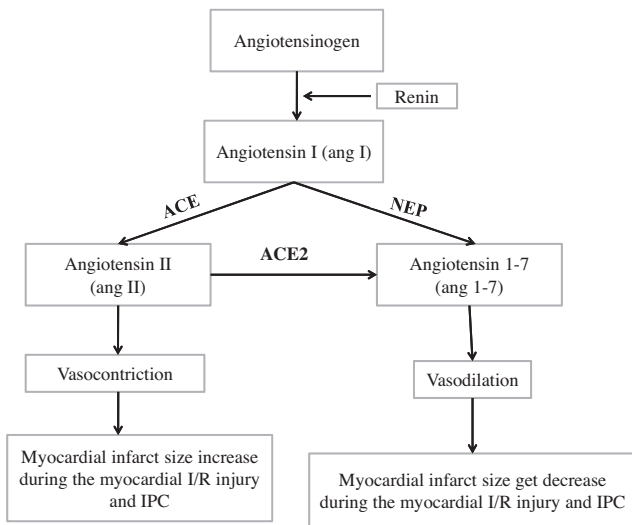 Angiotensinogen
Renin
Angiotensin I (ang I)
ACE
NEP
Angiotensin II
(ang II)
ACE2
Angiotensin 1-7
(ang 1-7)
Vasocontriction
Vasodilation
Myocardial infarct size increase
during the myocardial I/R injury
and IPC
Myocardial infarct size get decrease
during the myocardial I/R injury and IPC